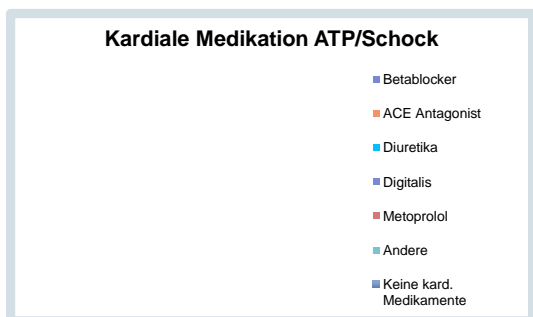 Kardiale Medikation ATP/Schock
Betablocker
ACE Antagonist
Diuretika
Digitalis
Metoprolol
Andere
Keine kard.
Medikamente